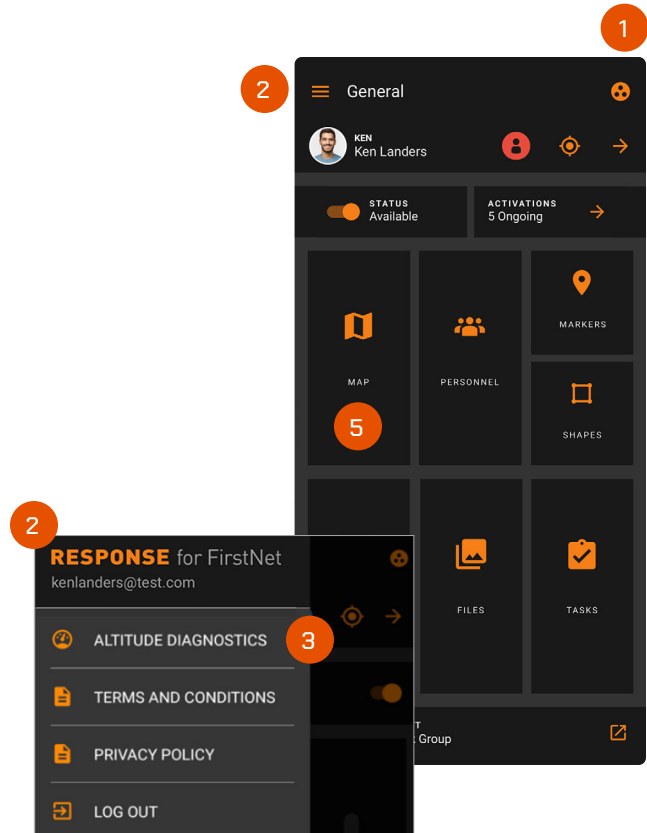 1
2
General
KEN
Ken Landers
STATUS
Available
ACTIVATIONS
5 Ongoing
MARKERS
MAP
PERSONNEL
5
SHAPES
2
RESPONSE for FirstNet
kenlanders@test.com
ALTITUDE DIAGNOSTICS
3
TERMS AND CONDITIONS
PRIVACY POLICY
LOG OUT
FILES
TASKS
T
Group